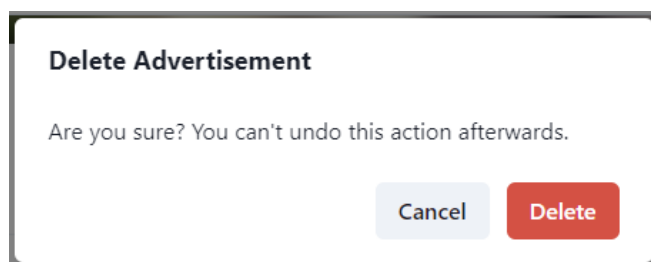 Delete Advertisement
Are you sure? You can't undo this action afterwards.
Cancel Delete